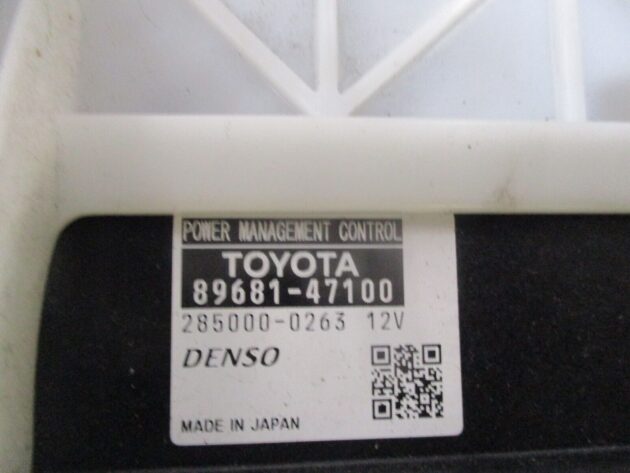 POWER MANAGEMENT CONTROL
TOYOTA
89681-47100
285000-0263 12V
DENSO
MADE IN JAPAN